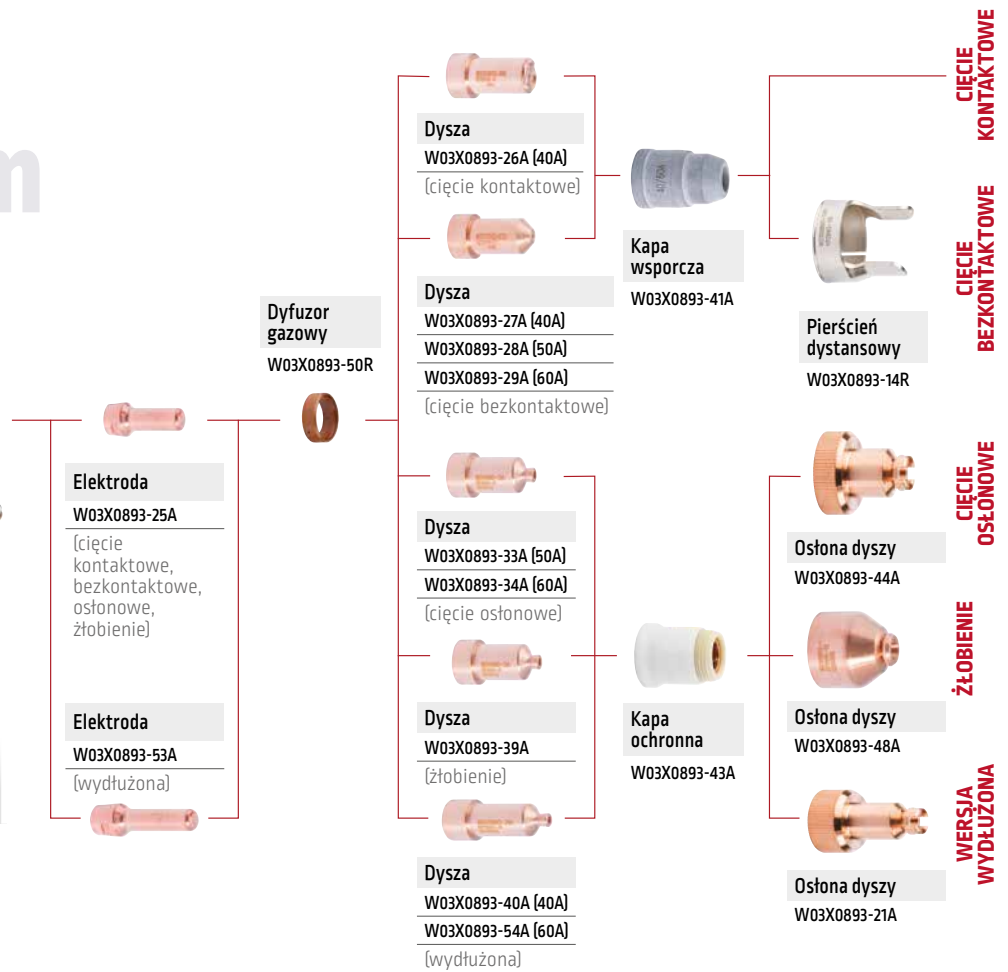 m
Elektroda
W03X0893-25A
(cięcie
kontaktowe,
bezkontaktowe,
osłonowe,
żłobienie)
Elektroda
W03X0893-53A
(wydłużona)
Dyfuzor
gazowy
W03X0893-50R
Dysza
W03X0893-26A (40A)
(cięcie kontaktowe)
Dysza
W03X0893-27A (40A)
W03X0893-28A (50A)
W03X0893-29A (60A)
(cięcie bezkontaktowe)
Dysza
W03X0893-33A (50A)
W03X0893-34A (60A)
(cięcie osłonowe)
Dysza
W03X0893-39A
(żłobienie)
Dysza
W03X0893-40A (40A)
W03X0893-54A (60A)
(wydłużona)
40/60A
Kapa
wsporcza
W03X0893-41A
Kapa
ochronna
W03X0893-43A
Pierścień
dystansowy
W03X0893-14R
Osłona dyszy
W03X0893-44A
Osłona dyszy
W03X0893-48A
Osłona dyszy
W03X0893-21A
CIĘCIE
KONTAKTOWE
CIĘCIE
BEZKONTAKTOWE
CIĘCIE
OSŁONOWE
ŻŁOBIENIE
WERSJA
WYDŁUŻONA